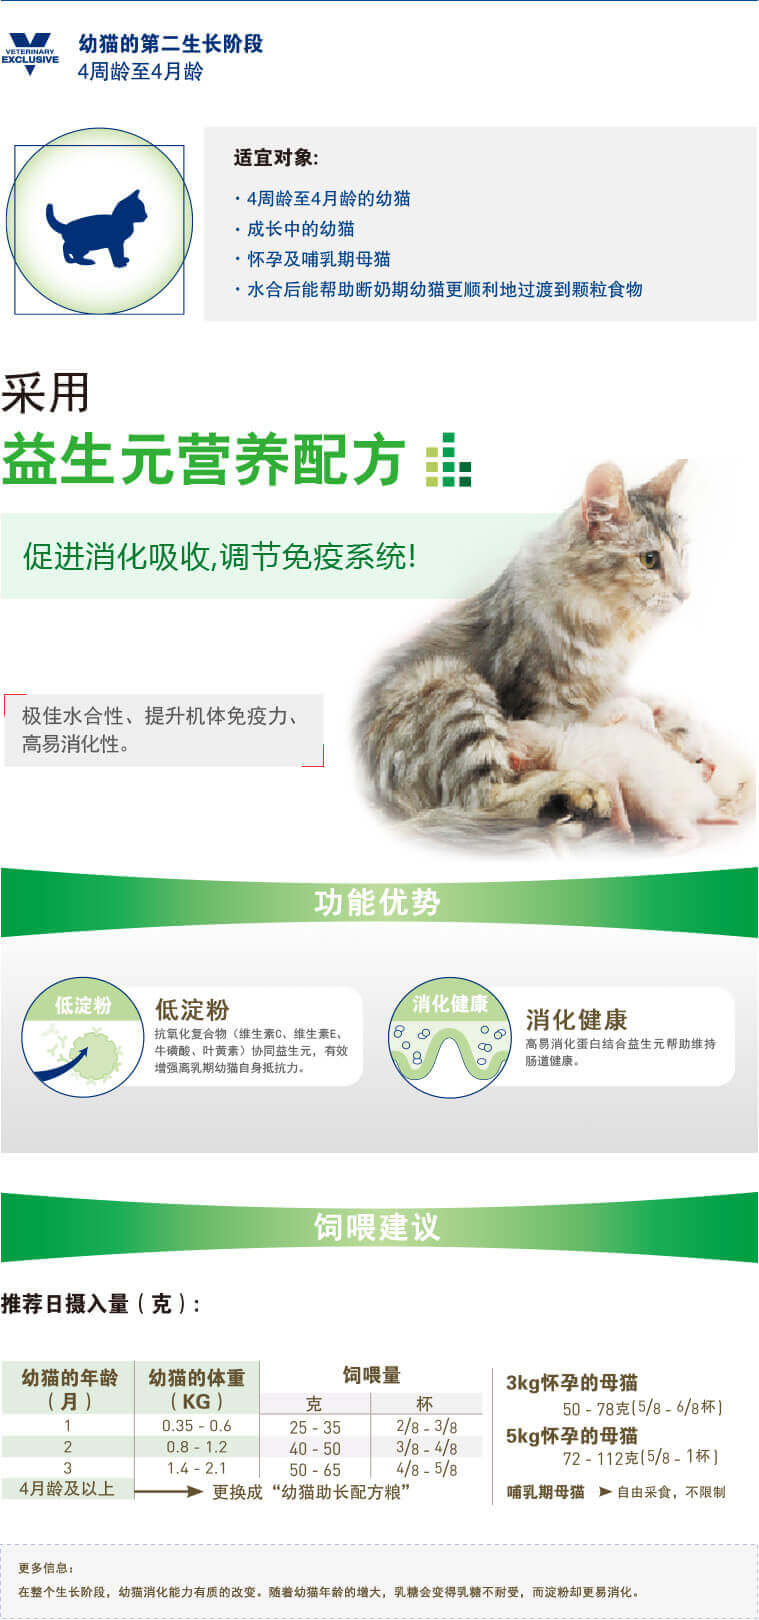 VETERINARY
EXCLUSIVE
幼猫的第二生长阶段
4周龄至4月龄
适宜对象:
· 4周龄至4月龄的幼猫
· 成长中的幼猫
· 怀孕及哺乳期母猫
· 水合后能帮助断奶期幼猫更顺利地过渡到颗粒食物
采用
益生元营养配方
促进消化吸收,调节免疫系统!
极佳水合性、提升机体免疫力、
高易消化性。
功能优势
低淀粉
低淀粉
抗氧化复合物（维生素C、维生素E、
牛磺酸、叶黄素）协同益生元，有效
增强离乳期幼猫自身抵抗力。
消化健康
消化健康
高易消化蛋白结合益生元帮助维持
肠道健康。
饲喂建议
推荐日摄入量（克）:
幼猫的年龄（月） 幼猫的体重（KG） 饲喂量
克 杯
1 0.35 - 0.6 25 - 35 2/8 - 3/8
2 0.8 - 1.2 40 - 50 3/8 - 4/8
3 1.4 - 2.1 50 - 65 4/8 - 5/8
4月龄及以上 更换成“幼猫助长配方粮”
3kg怀孕的母猫
50 - 78克(5/8 - 6/8杯)
5kg怀孕的母猫
72 - 112克(5/8 - 1杯)
哺乳期母猫 ➤ 自由采食，不限制
更多信息:
在整个生长阶段，幼猫消化能力有质的改变。随着幼猫年龄的增大，乳糖会变得乳糖不耐受，而淀粉却更易消化。